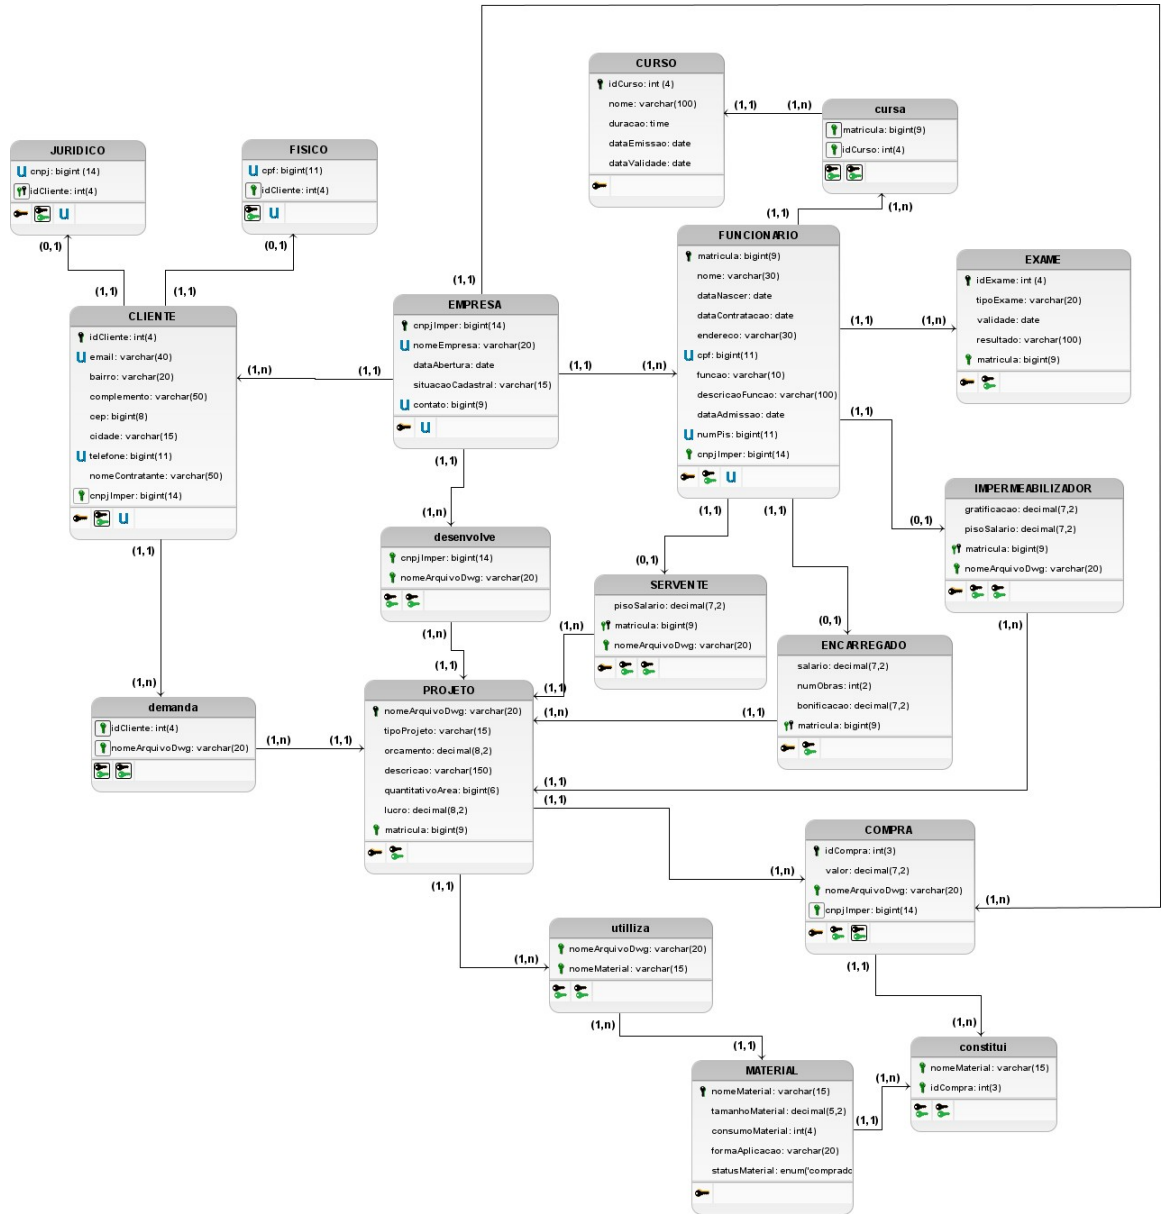 CURSO
idCurso: int (4)
nome: varchar(100)
duracao: time
dataEmissao: date
dataValidade: date
(1,1)
(1,n)
cursa
matricula: bigint(9)
idCurso: int(4)
(1,1)
(1,n)
JURIDICO
U cnpj: bigint (14)
idCliente: int(4)
U
(0,1)
FISICO
U cpf: bigint(11)
idCliente: int(4)
U
(0,1)
(1,1)
(1,1)
CLIENTE
idCliente: int(4)
U email: varchar(40)
bairro: varchar(20)
complemento: varchar(50)
cep: bigint(8)
cidade: varchar(15)
U telefone: bigint(11)
nomeContratante: varchar(50)
cnpjImper: bigint(14)
U
(1,1)
(1,n)
(1,1)
(1,1)
EMPRESA
cnpjImper: bigint(14)
U nomeEmpresa: varchar(20)
dataAbertura: date
situacaoCadastral: varchar(15)
U contato: bigint(9)
U
(1,1)
(1,1)
(1,n)
FUNCIONARIO
matricula: bigint(9)
nome: varchar(30)
dataNascer: date
dataContratacao: date
endereco: varchar(30)
U cpf: bigint(11)
funcao: varchar(10)
descricaoFuncao: varchar(100)
dataAdmissao: date
U numPis: bigint(11)
cnpjImper: bigint(14)
U
(1,1)
(1,n)
EXAME
idExame: int (4)
tipoExame: varchar(20)
validade: date
resultado: varchar(100)
matricula: bigint(9)
(1,1)
(0,1)
IMPERMEABILIZADOR
gratificacao: decimal(7,2)
pisoSalario: decimal(7,2)
matricula: bigint(9)
nomeArquivoDwg: varchar(20)
(1,n)
(1,1)
(1,1)
(1,n)
desenvolve
cnpjImper: bigint(14)
nomeArquivoDwg: varchar(20)
(1,n)
(1,1)
(0,1)
SERVENTE
pisoSalario: decimal(7,2)
matricula: bigint(9)
nomeArquivoDwg: varchar(20)
(1,n)
(1,1)
(0,1)
ENCARREGADO
salario: decimal(7,2)
numObras: int(2)
bonificacao: decimal(7,2)
matricula: bigint(9)
(1,n)
(1,1)
(1,n)
demanda
idCliente: int(4)
nomeArquivoDwg: varchar(20)
(1,n)
(1,1)
PROJETO
nomeArquivoDwg: varchar(20)
tipoProjeto: varchar(15)
orcamento: decimal(8,2)
descricao: varchar(150)
quantitativoArea: bigint(6)
lucro: decimal(8,2)
matricula: bigint(9)
(1,1)
(1,1)
(1,n)
(1,1)
(1,n)
COMPRA
idCompra: int(3)
valor: decimal(7,2)
nomeArquivoDwg: varchar(20)
cnpjImper: bigint(14)
(1,n)
(1,1)
(1,n)
utilliza
nomeArquivoDwg: varchar(20)
nomeMaterial: varchar(15)
(1,n)
(1,1)
MATERIAL
nomeMaterial: varchar(15)
tamanhoMaterial: decimal(5,2)
consumoMaterial: int(4)
formaAplicacao: varchar(20)
statusMaterial: enum('comprado
(1,1)
(1,n)
constitui
nomeMaterial: varchar(15)
idCompra: int(3)